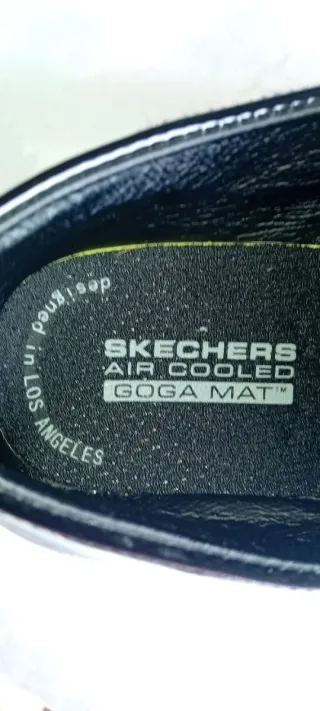 SKECHERS
AIR COOLED
GOGA MAT™
designed in LOS ANGELES